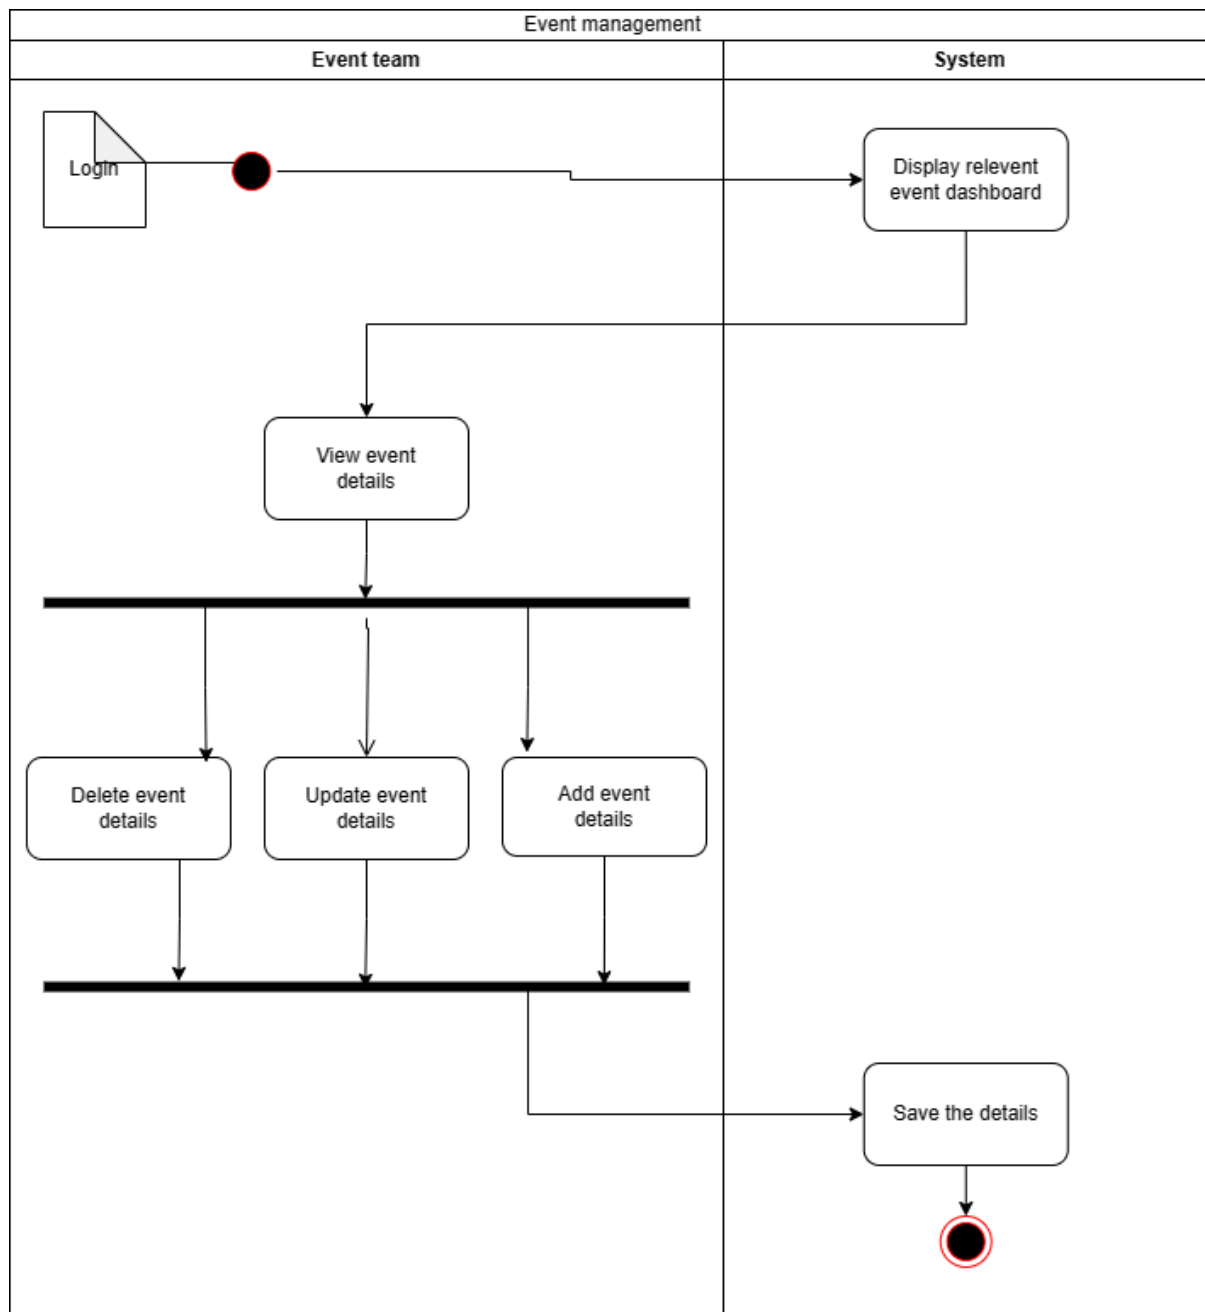 Event management
Event team
System
Login
Display relevent
event dashboard
View event
details
Delete event
details
Update event
details
Add event
details
Save the details